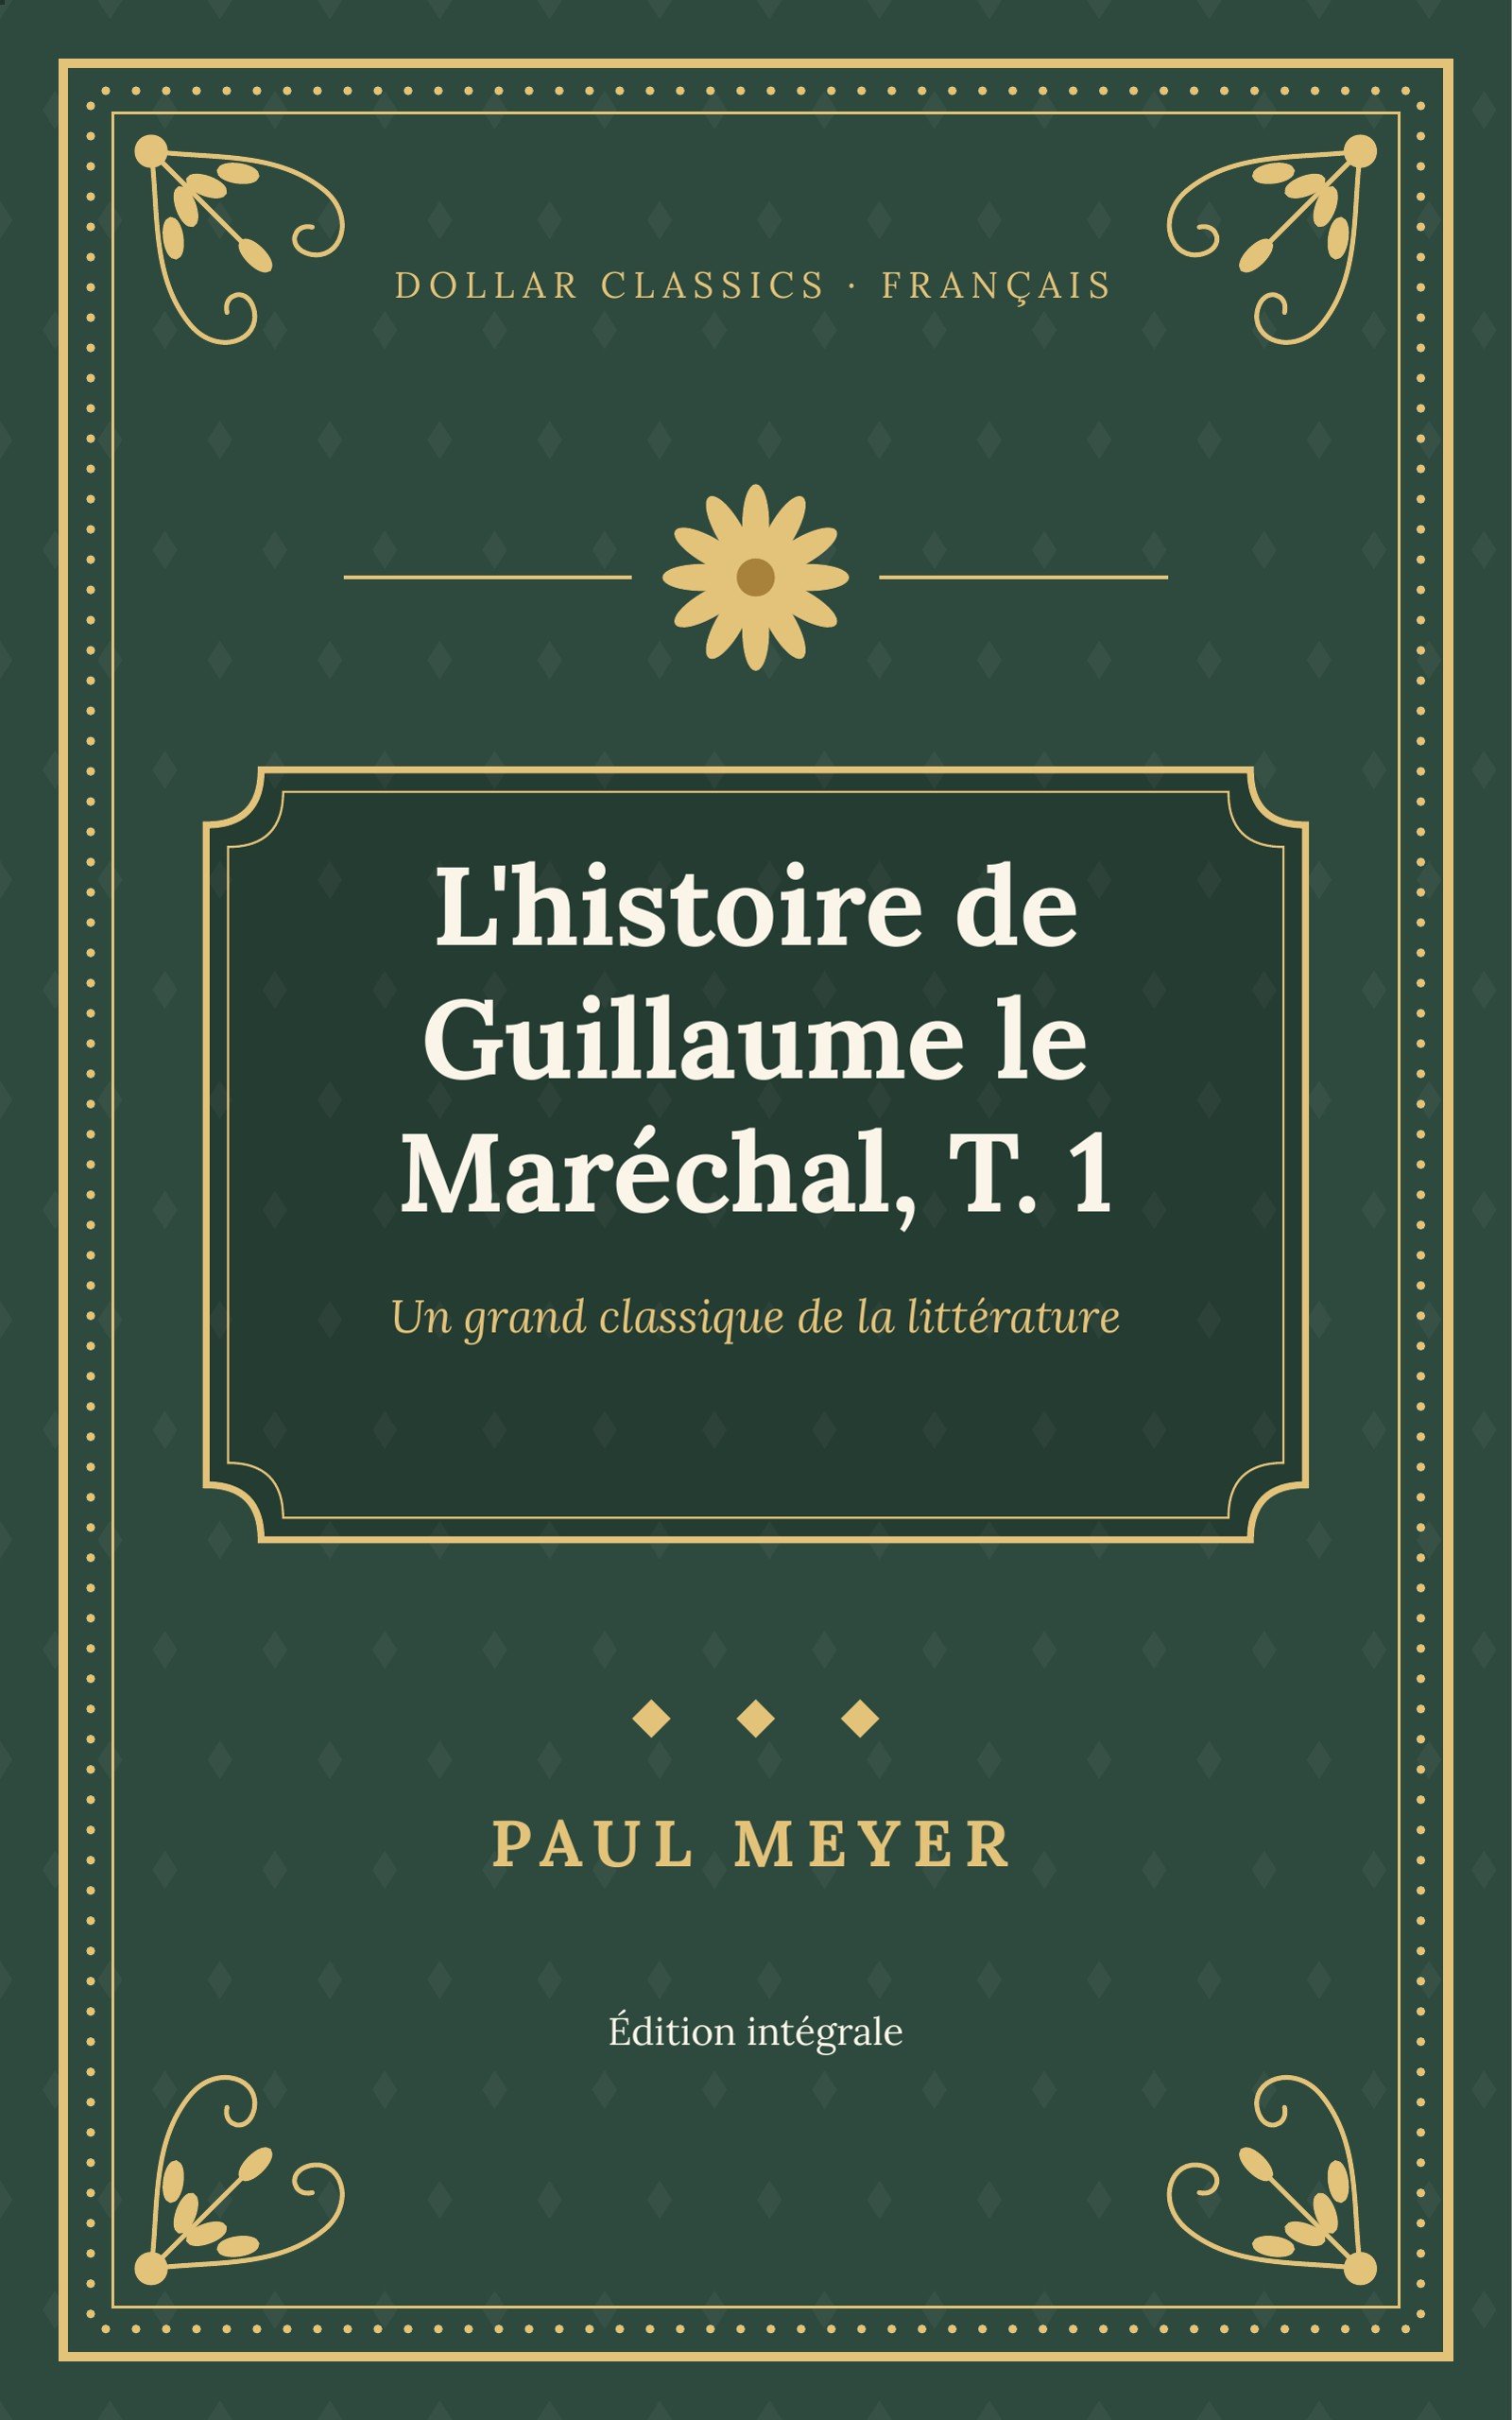 DOLLAR CLASSICS · FRANÇAIS
L'histoire de
Guillaume le
Maréchal, T. 1
Un grand classique de la littérature
PAUL MEYER
Édition intégrale